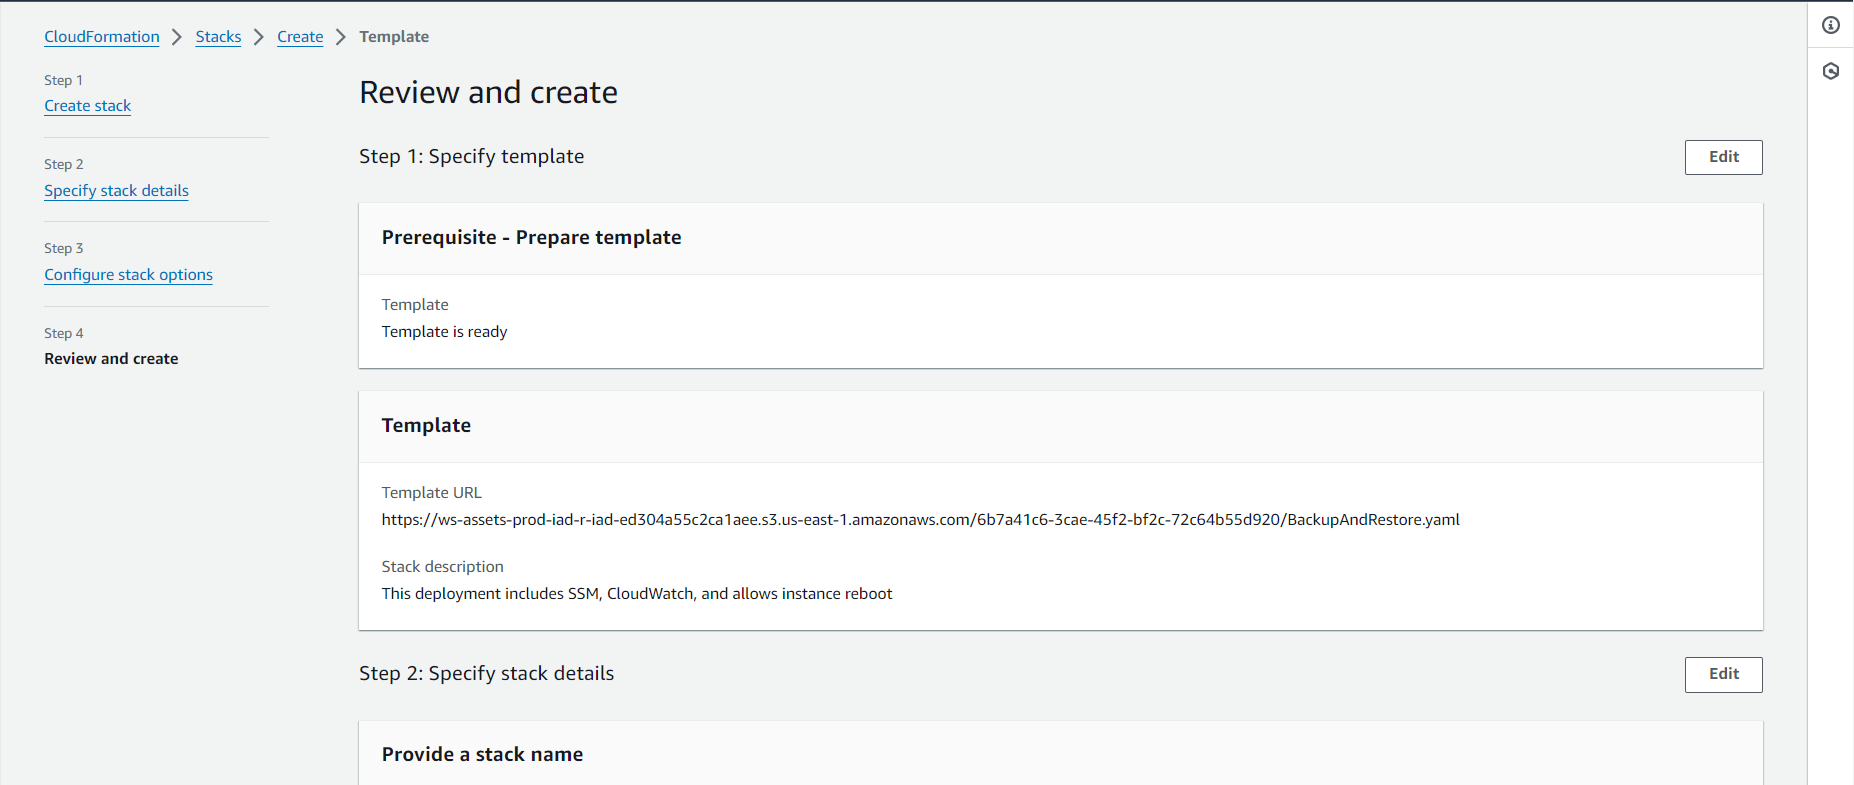 CloudFormation > Stacks > Create > Template
Step 1
Create stack
Step 2
Specify stack details
Step 3
Configure stack options
Step 4
Review and create
Review and create
Step 1: Specify template
Edit
Prerequisite - Prepare template
Template
Template is ready
Template
Template URL
https://ws-assets-prod-iad-r-iad-ed304a55c2ca1aee.s3.us-east-1.amazonaws.com/6b7a41c6-3cae-45f2-bf2c-72c64b55d920/BackupAndRestore.yaml
Stack description
This deployment includes SSM, CloudWatch, and allows instance reboot
Step 2: Specify stack details
Edit
Provide a stack name